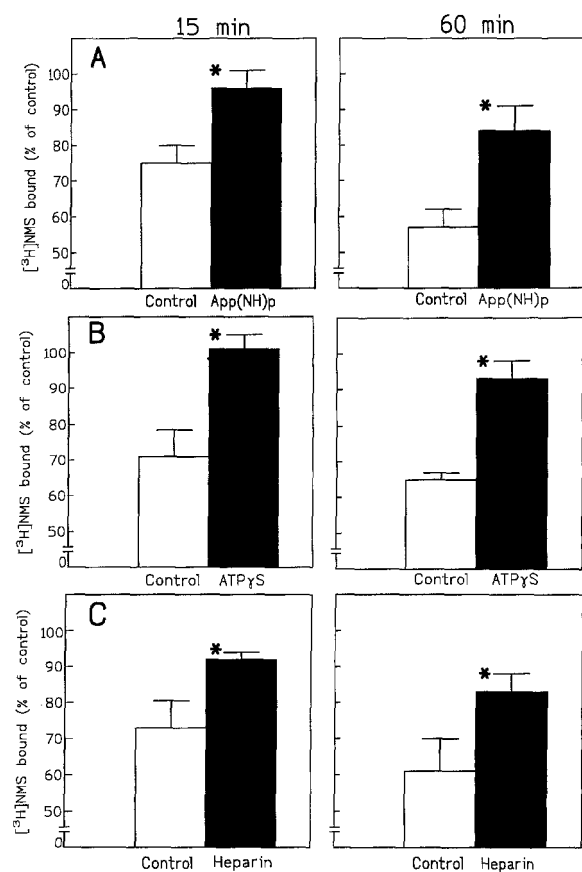 15 min
60 min
A
[³H]NMS bound (% of control)
100
90
80
70
60
50
0
*
*
Control App(NH)p
Control App(NH)p
B
[³H]NMS bound (% of control)
100
90
80
70
60
50
0
*
*
Control ATPγS
Control ATPγS
C
[³H]NMS bound (% of control)
100
90
80
70
60
50
0
*
*
Control Heparin
Control Heparin